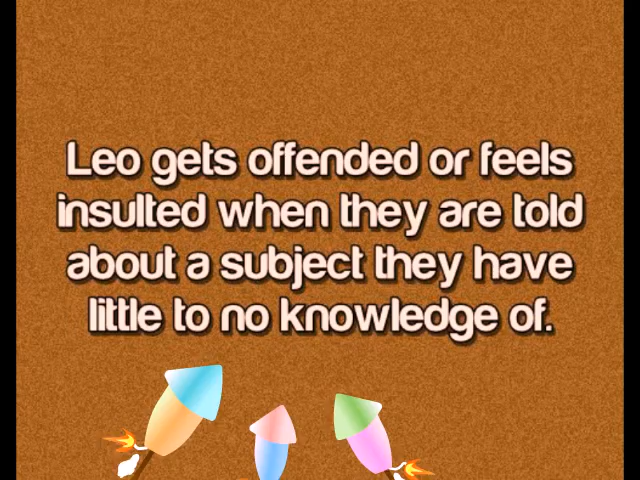 Leo gets offended or feels
insulted when they are told
about a subject they have
little to no knowledge of.